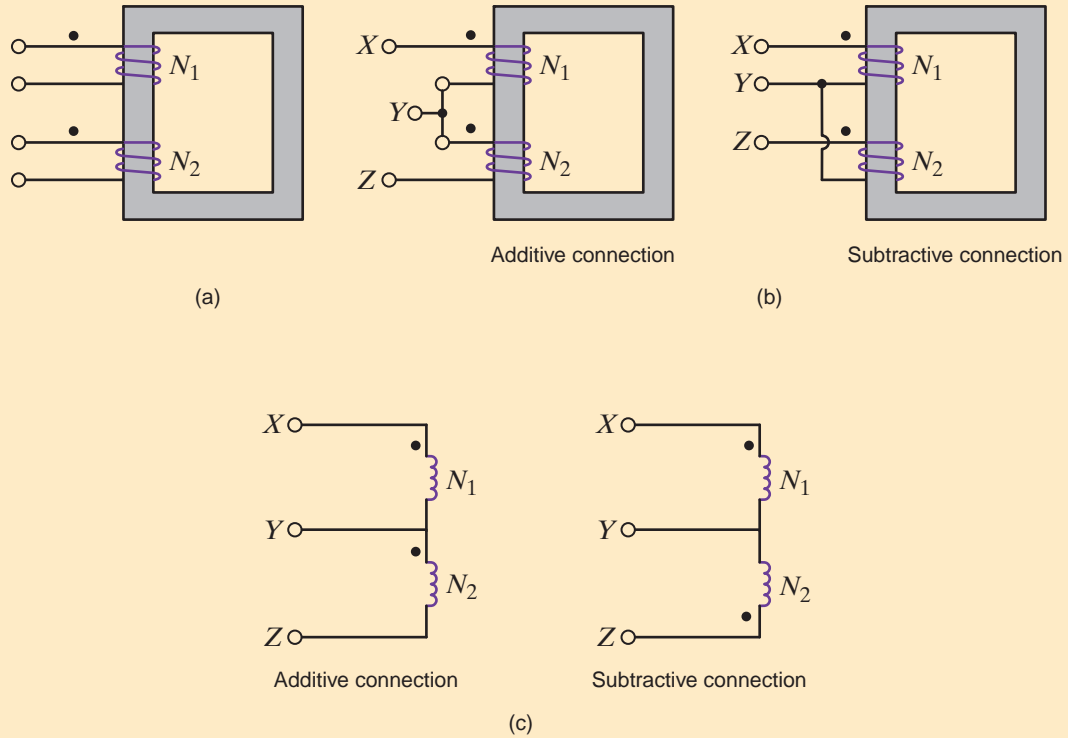 N1
N2
(a)
X
Y
Z
N1
N2
Additive connection
X
Y
Z
N1
N2
Subtractive connection
(b)
X
Y
Z
N1
N2
Additive connection
X
Y
Z
N1
N2
Subtractive connection
(c)